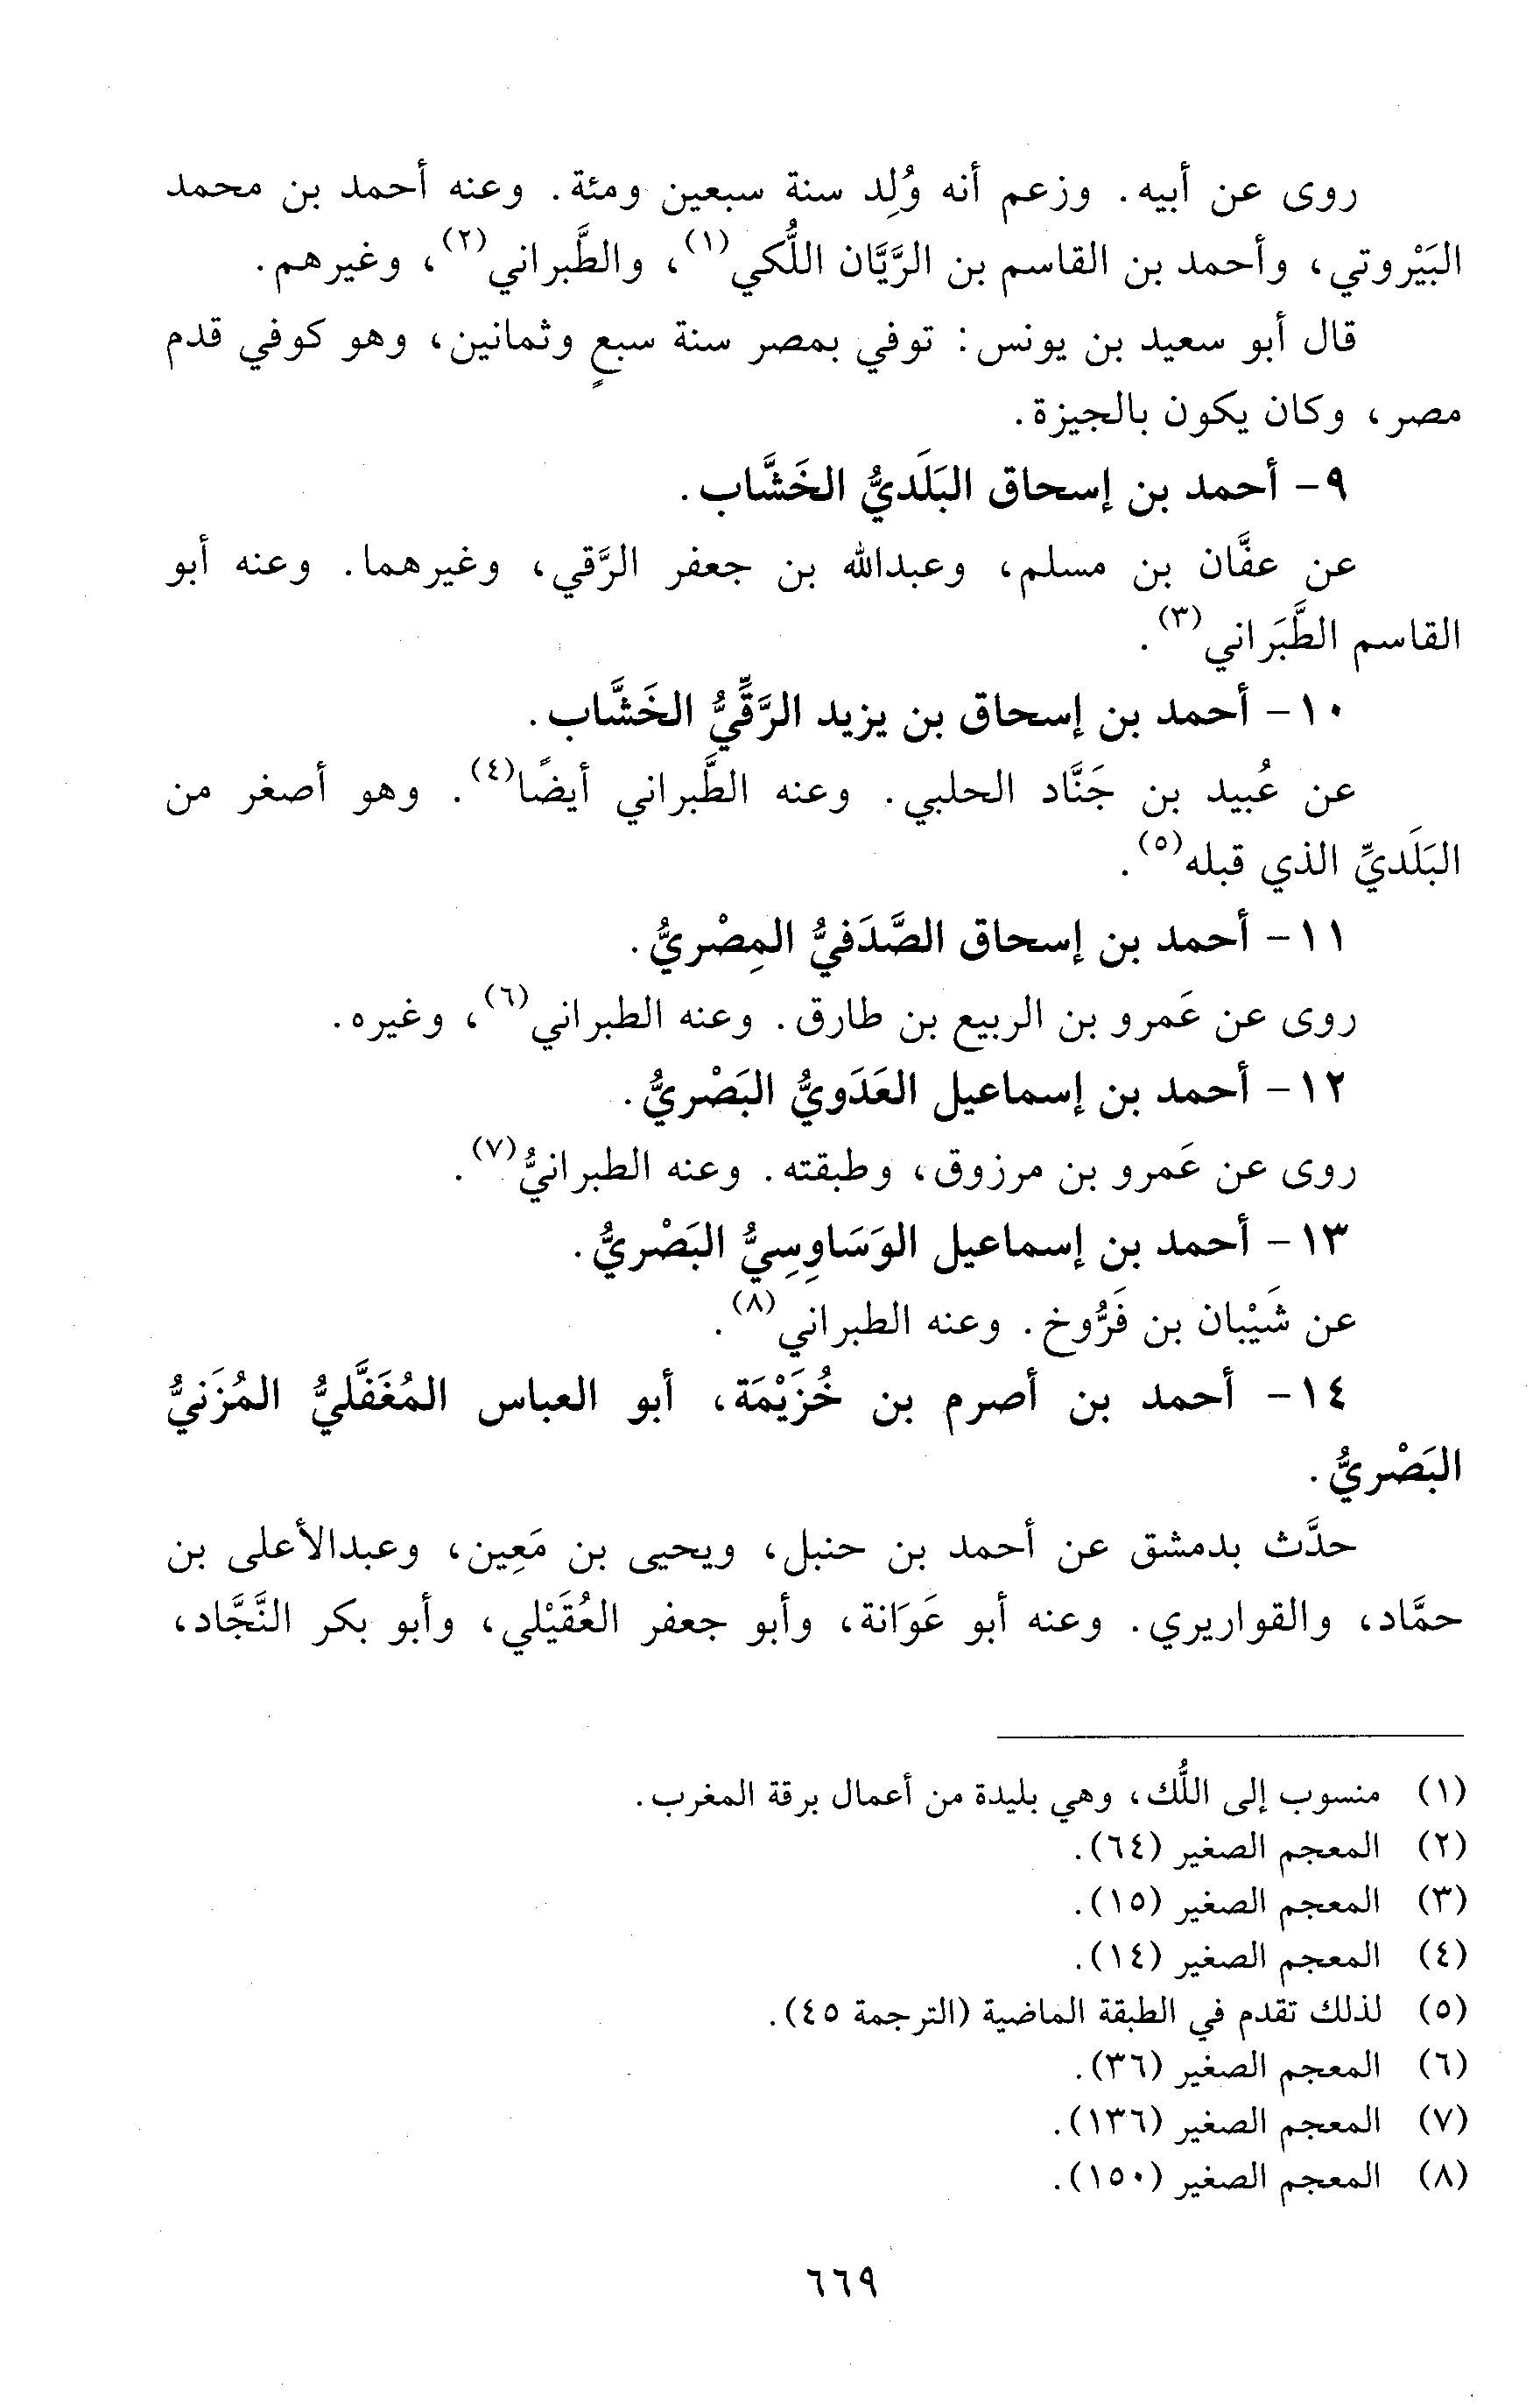 روى عن أبيه. وزعم أنه وُلِد سنة سبعين ومئة. وعنه أحمد بن محمد
البَيْروتي، وأحمد بن القاسم بن الرَّيَّان اللُّكي(١)، والطَّبراني(٢)، وغيرهم.
قال أبو سعيد بن يونس: توفي بمصر سنة سبعٍ وثمانين، وهو كوفي قدم
مصر، وكان يكون بالجيزة.
٩- أحمد بن إسحاق البَلَديُّ الخَشَّاب.
عن عفَّان بن مسلم، وعبدالله بن جعفر الرَّقي، وغيرهما. وعنه أبو
القاسم الطَّبَراني(٣).
١٠- أحمد بن إسحاق بن يزيد الرَّقِّيُّ الخَشَّاب.
عن عُبيد بن جَنَّاد الحلبي. وعنه الطَّبراني أيضًا(٤). وهو أصغر من
البَلَديِّ الذي قبله(٥).
١١- أحمد بن إسحاق الصَّدَفيُّ المِصْريُّ.
روى عن عَمرو بن الربيع بن طارق. وعنه الطبراني(٦)، وغيره.
١٢- أحمد بن إسماعيل العَدَويُّ البَصْريُّ.
روى عن عَمرو بن مرزوق، وطبقته. وعنه الطبرانيُّ(٧).
١٣- أحمد بن إسماعيل الوَسَاوِسِيُّ البَصْريُّ.
عن شَيْبان بن فَرُّوخ. وعنه الطبراني(٨).
١٤- أحمد بن أصرم بن خُزَيْمَة، أبو العباس المُغَفَّليُّ المُزَنيُّ
البَصْريُّ.
حدَّث بدمشق عن أحمد بن حنبل، ويحيى بن مَعِين، وعبدالأعلى بن
حمَّاد، والقواريري. وعنه أبو عَوَانة، وأبو جعفر العُقَيْلي، وأبو بكر النَّجَّاد،
(١) منسوب إلى اللُّك، وهي بليدة من أعمال برقة المغرب.
(٢) المعجم الصغير (٦٤).
(٣) المعجم الصغير (١٥).
(٤) المعجم الصغير (١٤).
(٥) لذلك تقدم في الطبقة الماضية (الترجمة ٤٥).
(٦) المعجم الصغير (٣٦).
(٧) المعجم الصغير (١٣٦).
(٨) المعجم الصغير (١٥٠).
٦٦٩